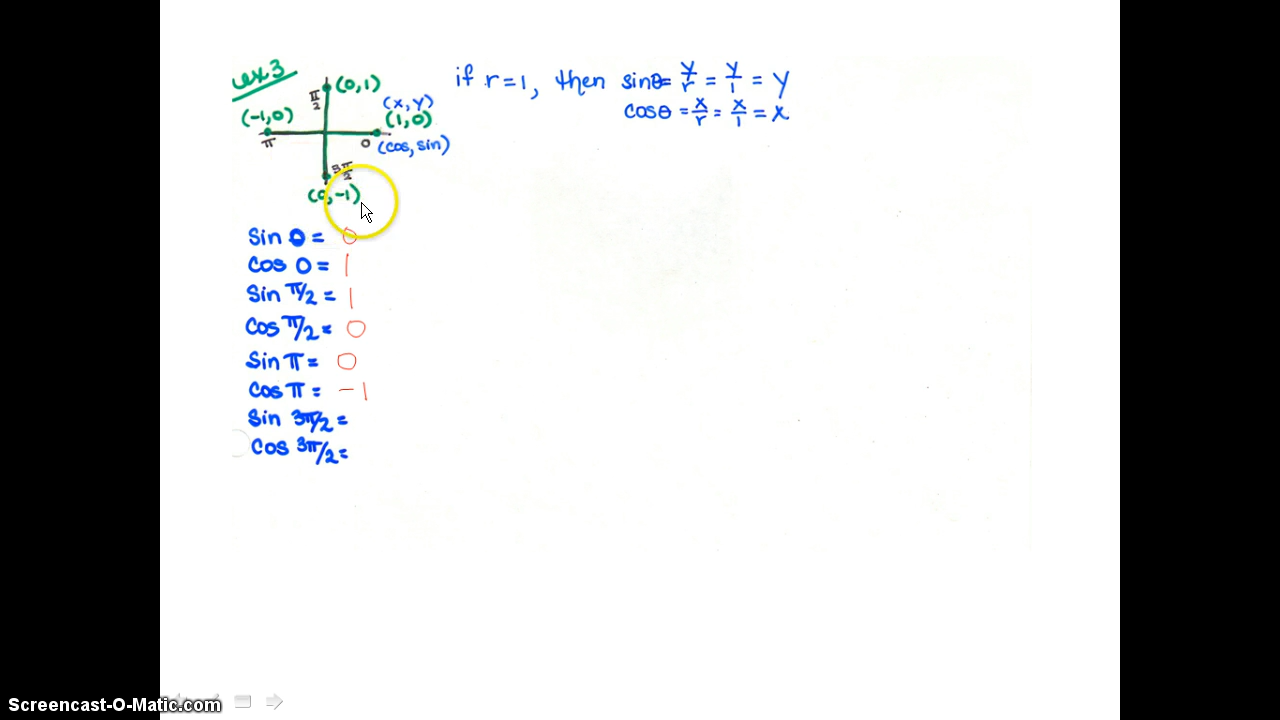 ex 3
(0, 1)
π/2
(x, y)
(-1, 0)
(1, 0)
π
0
(cos, sin)
3π/2
(0, -1)
if r = 1, then sinθ = y/r = y/1 = y
cosθ = x/r = x/1 = x
Sin 0 = 0
Cos 0 = 1
Sin π/2 = 1
Cos π/2 = 0
Sin π = 0
Cos π = -1
Sin 3π/2 =
Cos 3π/2 =
Screencast-O-Matic.com